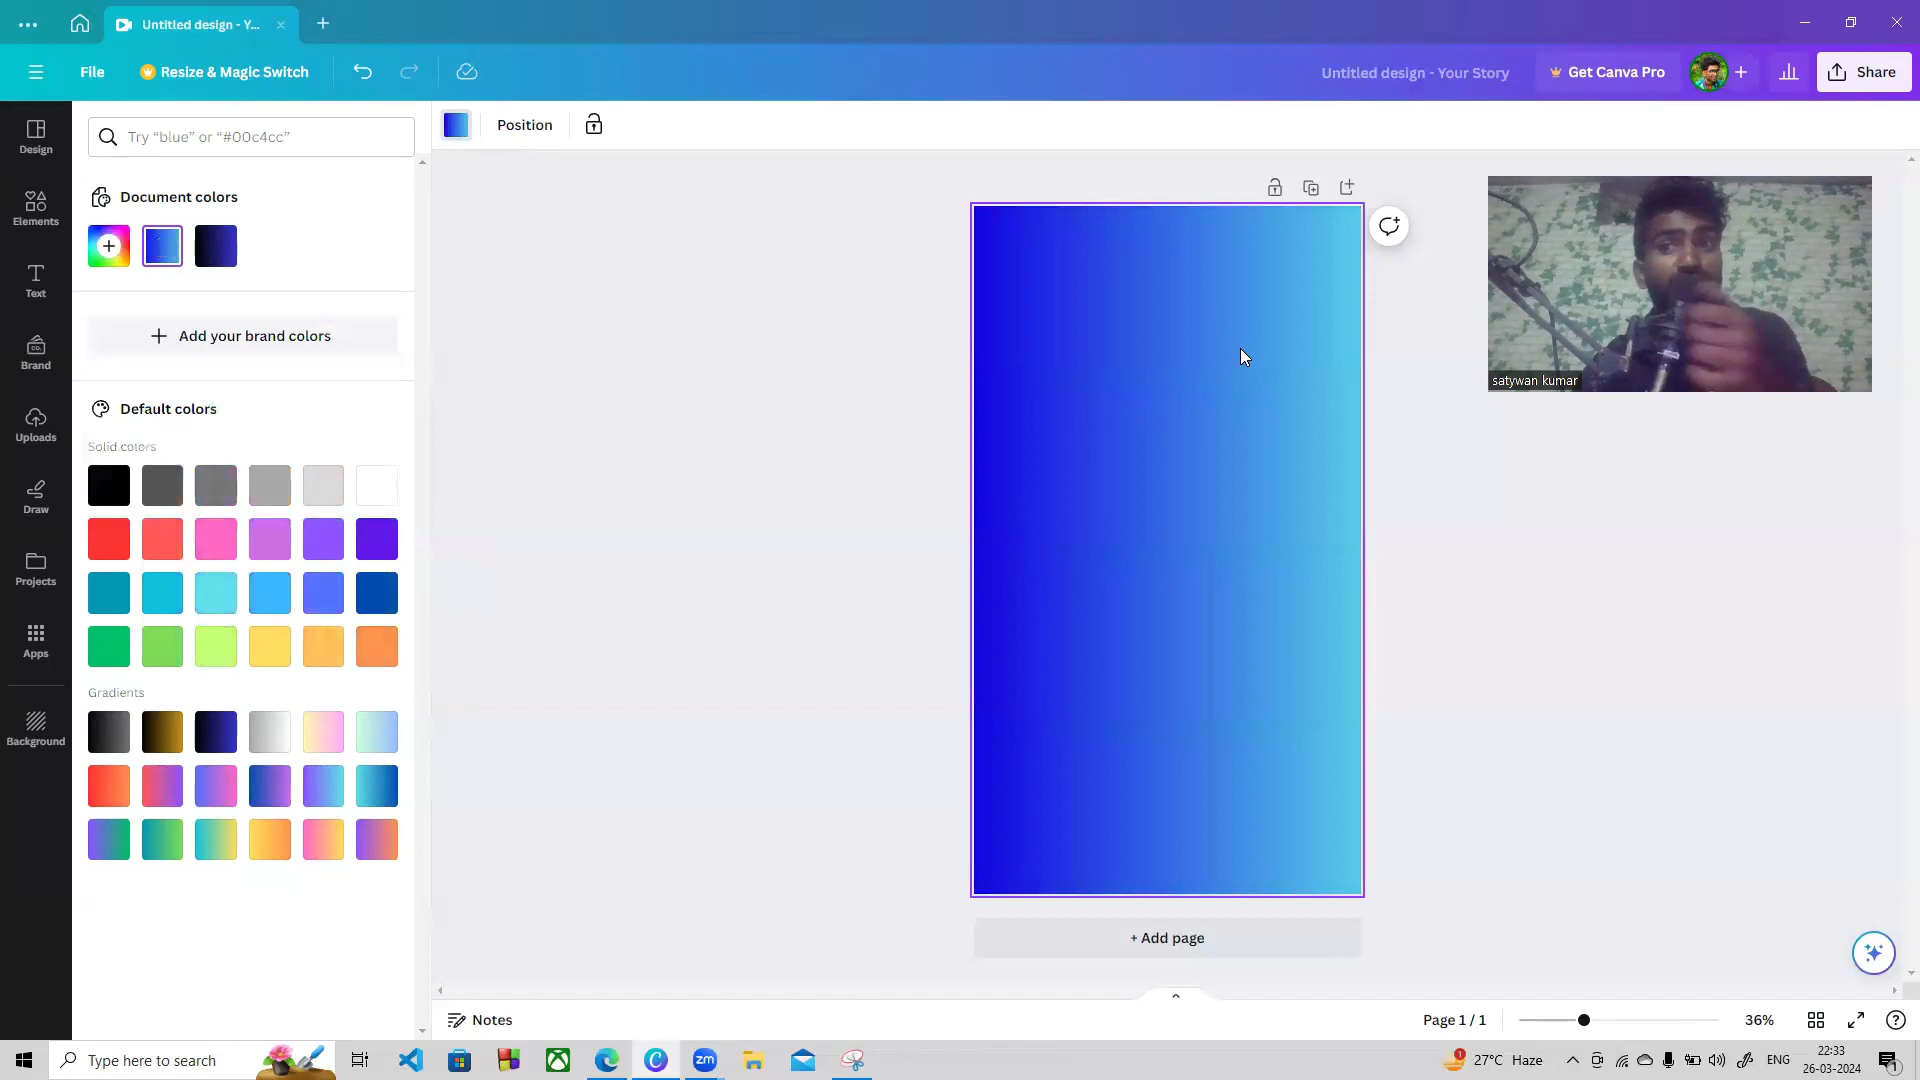 Untitled design - Y...
File
Resize & Magic Switch
Untitled design - Your Story
Get Canva Pro
Share
Design
Elements
Text
Brand
Uploads
Draw
Projects
Apps
Background
Try “blue” or “#00c4cc”
Document colors
Add your brand colors
Default colors
Solid colors
Gradients
Position
satywan kumar
+ Add page
Notes
Page 1 / 1
36%
Type here to search
zm
1
27°C Haze
ENG
22:33
26-03-2024
1